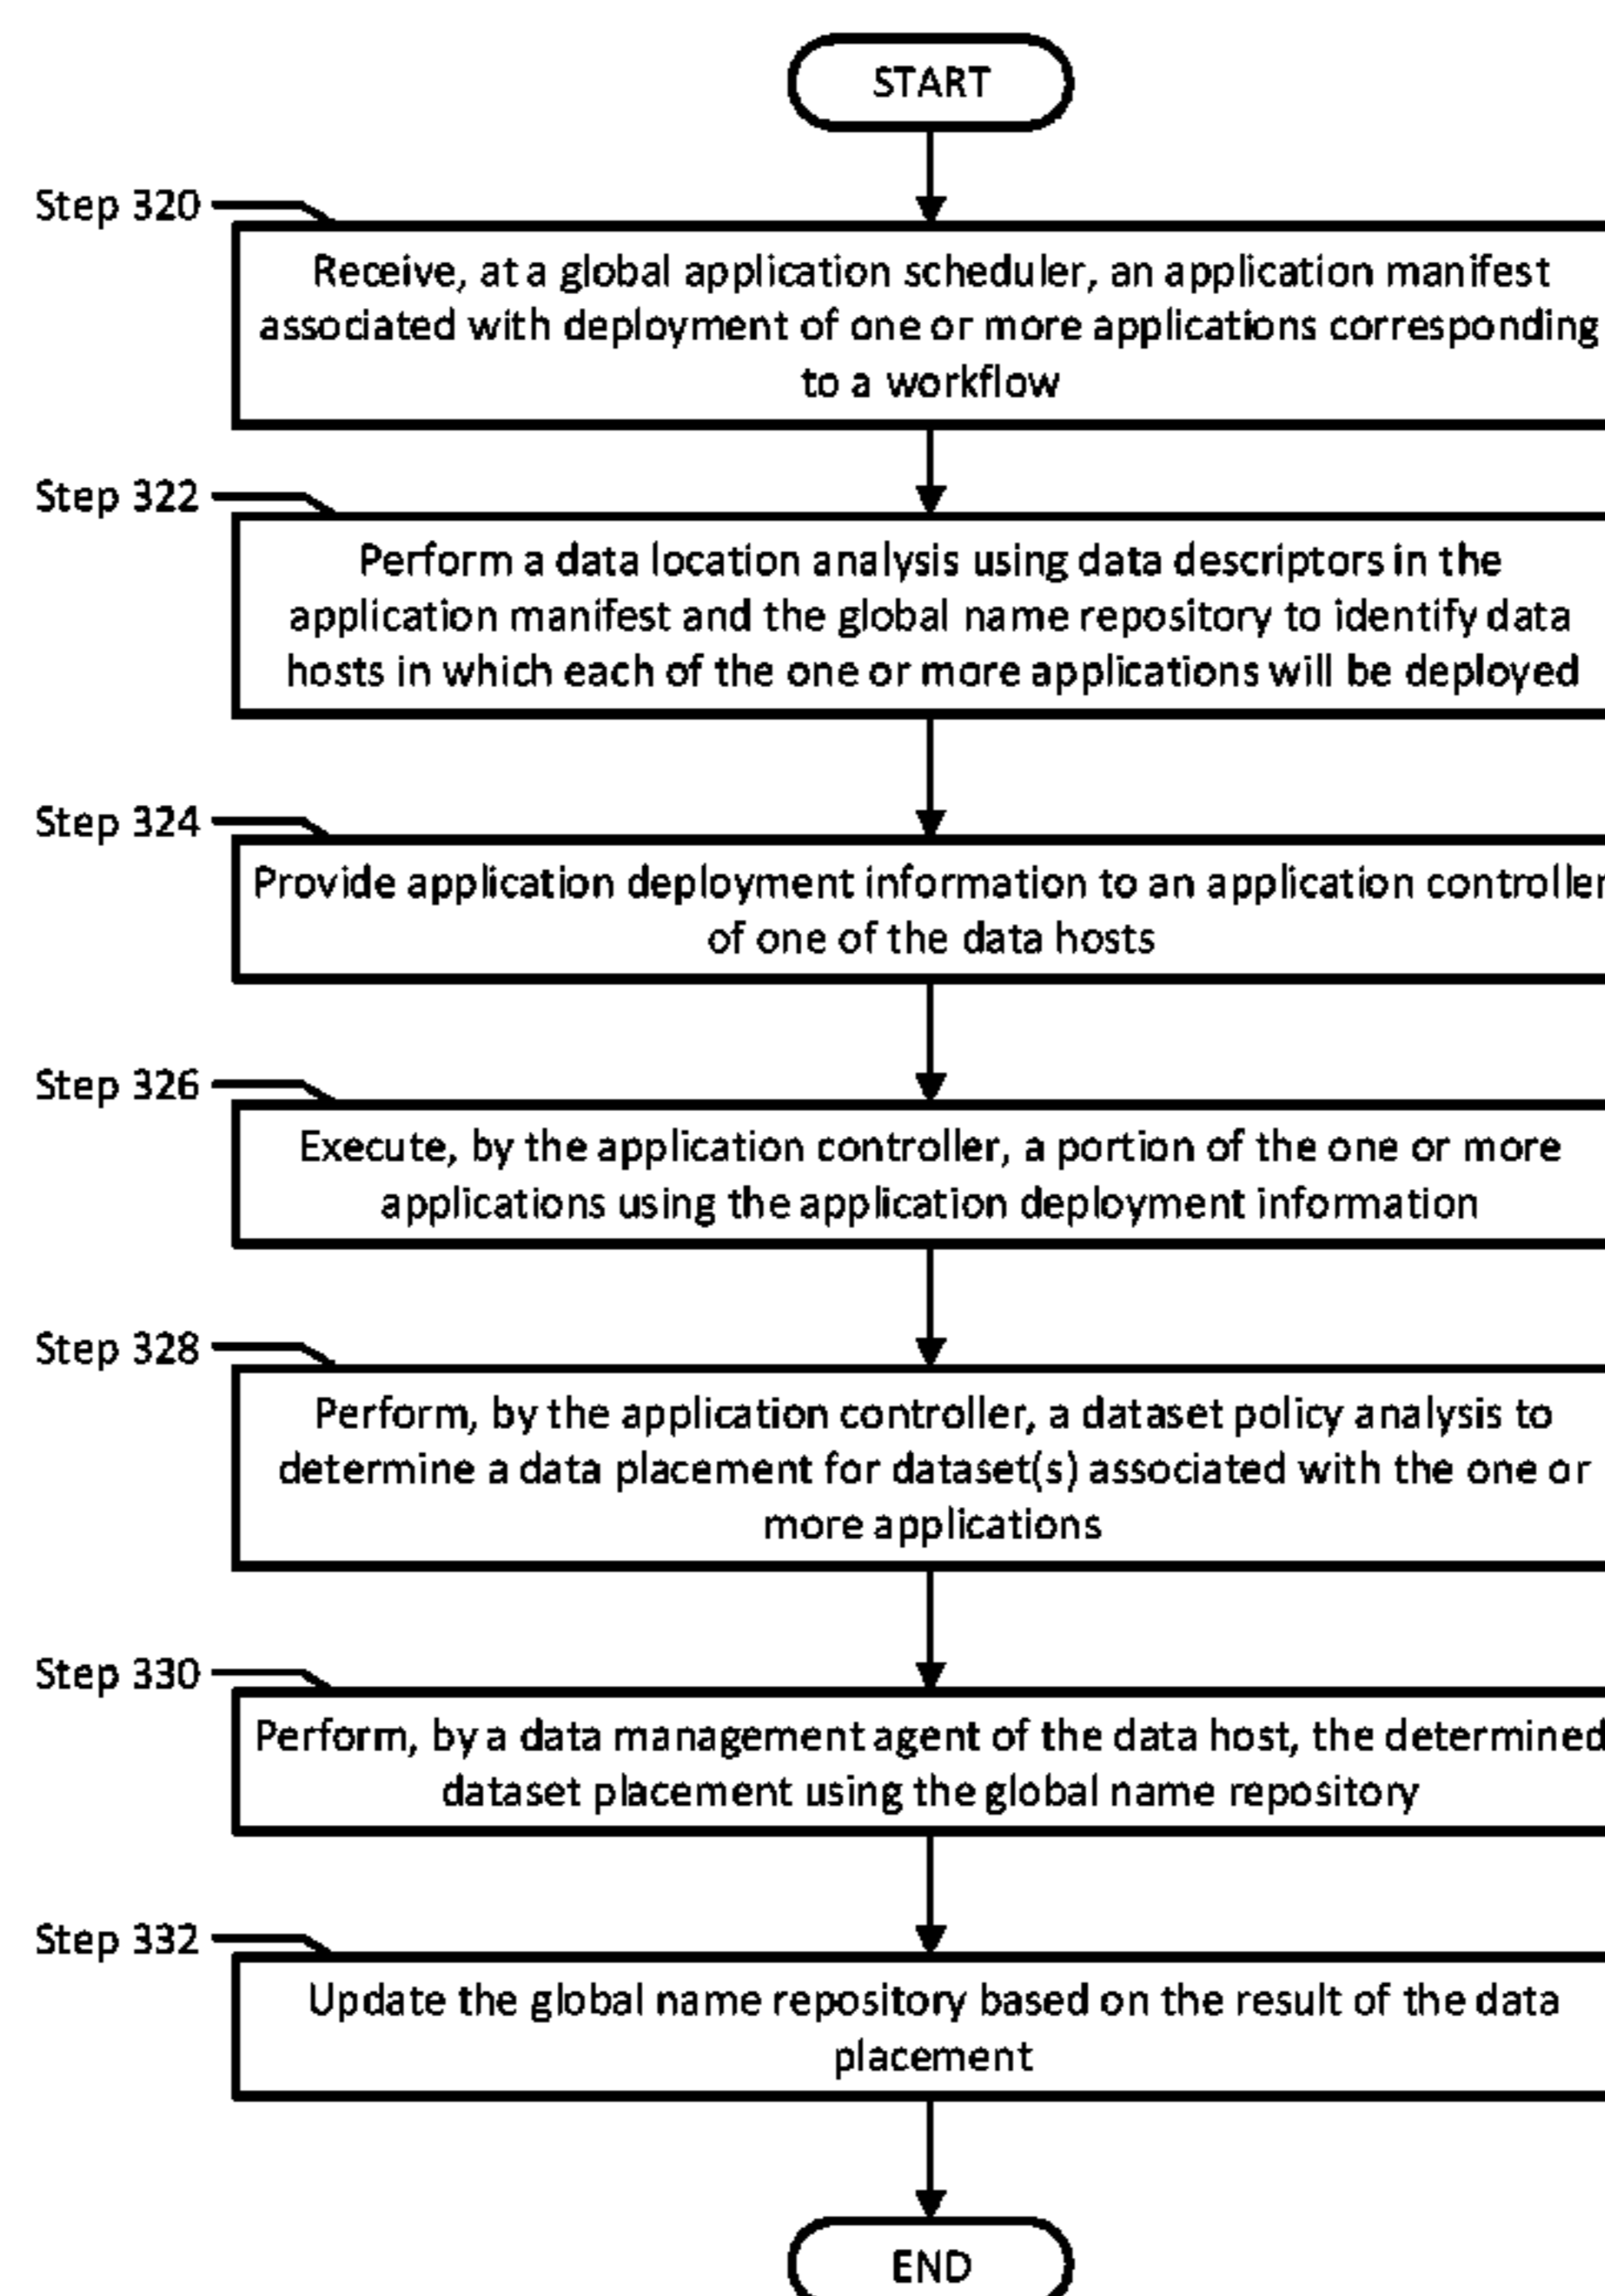 START
Step 320
Receive, at a global application scheduler, an application manifest
associated with deployment of one or more applications corresponding
to a workflow
Step 322
Perform a data location analysis using data descriptors in the
application manifest and the global name repository to identify data
hosts in which each of the one or more applications will be deployed
Step 324
Provide application deployment information to an application controller
of one of the data hosts
Step 326
Execute, by the application controller, a portion of the one or more
applications using the application deployment information
Step 328
Perform, by the application controller, a dataset policy analysis to
determine a data placement for dataset(s) associated with the one or
more applications
Step 330
Perform, by a data management agent of the data host, the determined
dataset placement using the global name repository
Step 332
Update the global name repository based on the result of the data
placement
END